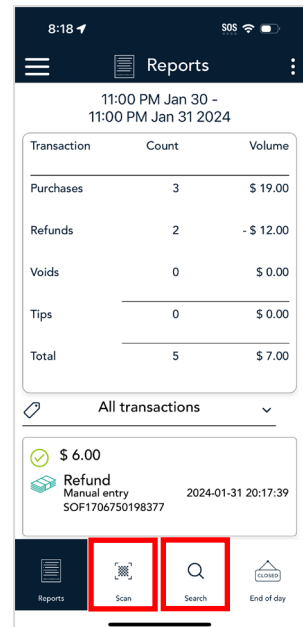 8:18 SOS
Reports
11:00 PM Jan 30 -
11:00 PM Jan 31 2024
Transaction Count Volume
Purchases 3 $ 19.00
Refunds 2 - $ 12.00
Voids 0 $ 0.00
Tips 0 $ 0.00
Total 5 $ 7.00
All transactions
$ 6.00
Refund
Manual entry 2024-01-31 20:17:39
SOF1706750198377
CLOSED
Reports Scan Search End of day